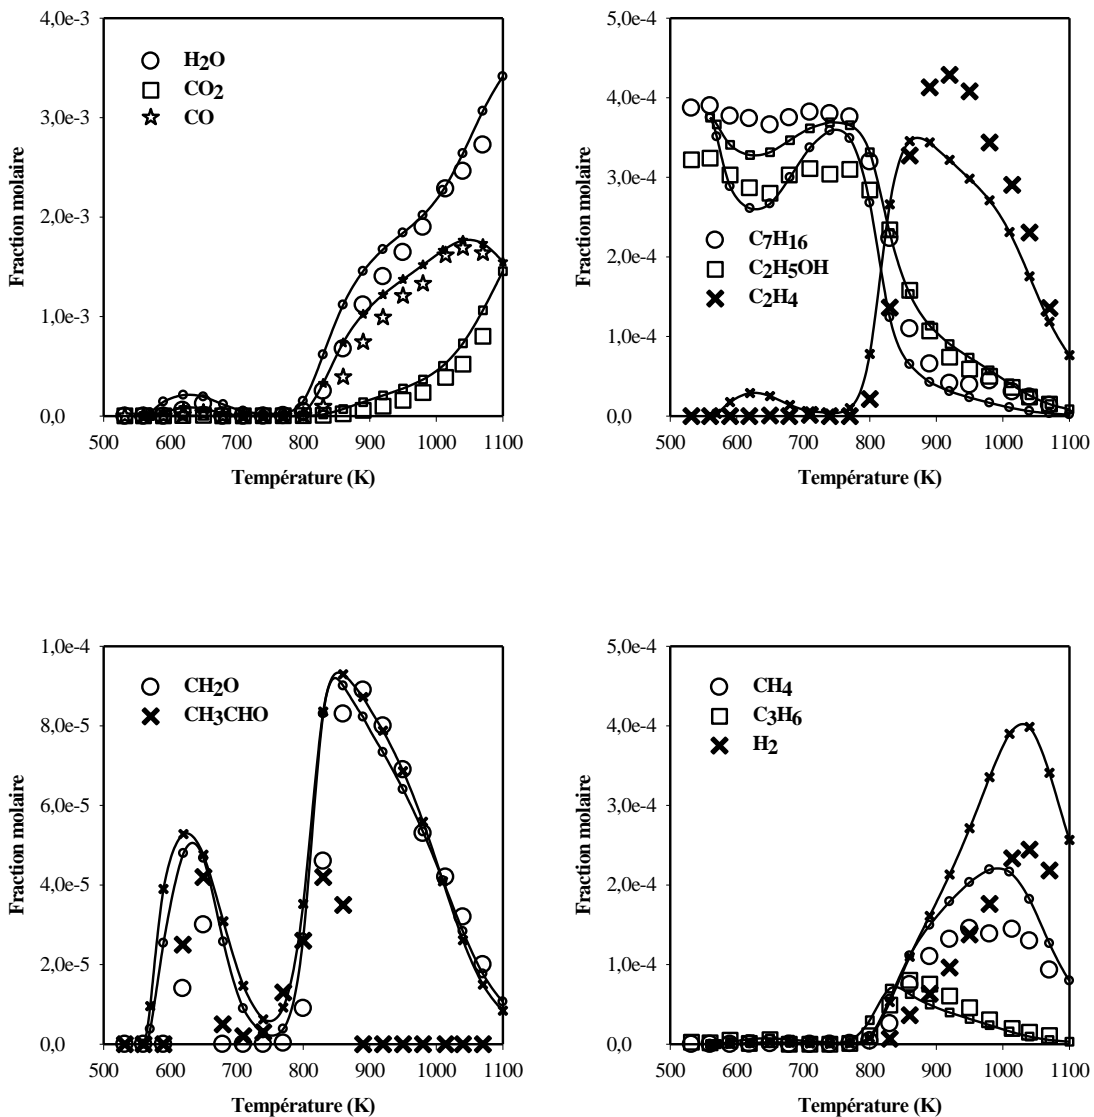 4,0e-3
3,0e-3
2,0e-3
1,0e-3
0,0
Fraction molaire
H2O
CO2
CO
500 600 700 800 900 1000 1100
Température (K)
5,0e-4
4,0e-4
3,0e-4
2,0e-4
1,0e-4
0,0
Fraction molaire
C7H16
C2H5OH
C2H4
500 600 700 800 900 1000 1100
Température (K)
1,0e-4
8,0e-5
6,0e-5
4,0e-5
2,0e-5
0,0
Fraction molaire
CH2O
CH3CHO
500 600 700 800 900 1000 1100
Température (K)
5,0e-4
4,0e-4
3,0e-4
2,0e-4
1,0e-4
0,0
Fraction molaire
CH4
C3H6
H2
500 600 700 800 900 1000 1100
Température (K)